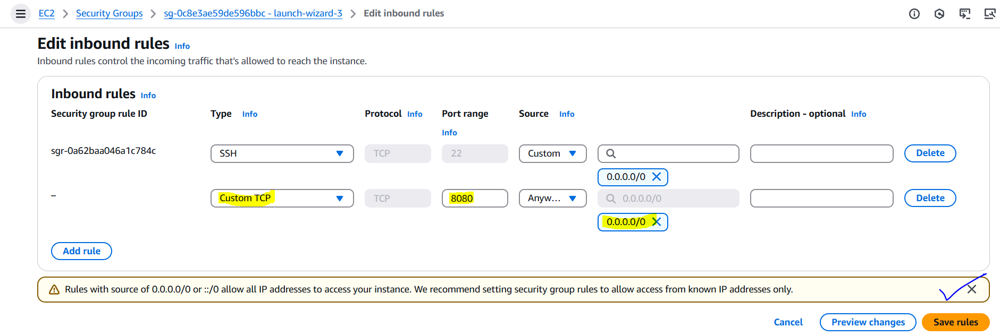 EC2 > Security Groups > sg-0c8e3ae59de596bbc - launch-wizard-3 > Edit inbound rules
Edit inbound rules Info
Inbound rules control the incoming traffic that's allowed to reach the instance.
Inbound rules Info
Security group rule ID Type Info Protocol Info Port range Info Source Info Description - optional Info
sgr-0a62baa046a1c784c SSH TCP 22 Custom Delete
0.0.0.0/0
– Custom TCP TCP 8080 Anyw... 0.0.0.0/0 Delete
0.0.0.0/0
Add rule
Rules with source of 0.0.0.0/0 or ::/0 allow all IP addresses to access your instance. We recommend setting security group rules to allow access from known IP addresses only.
Cancel Preview changes Save rules